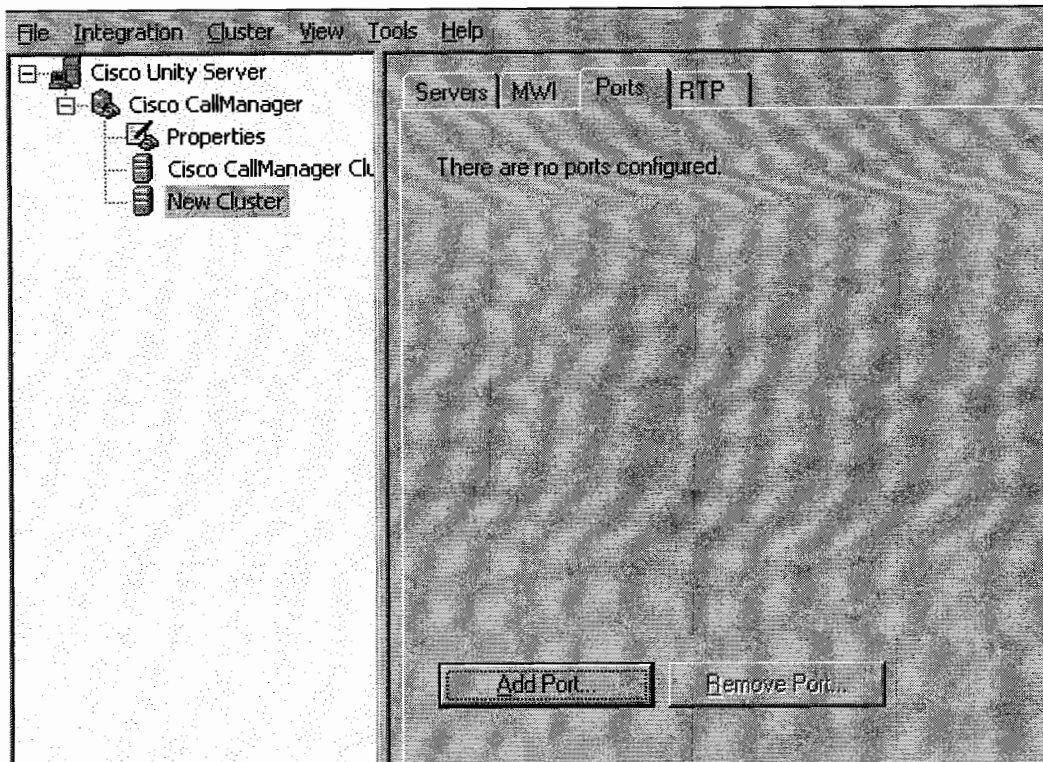 File Integration Cluster View Tools Help
Cisco Unity Server
Cisco CallManager
Properties
Cisco CallManager Clu
New Cluster
Servers MWI Ports RTP
There are no ports configured.
Add Port...
Remove Port...